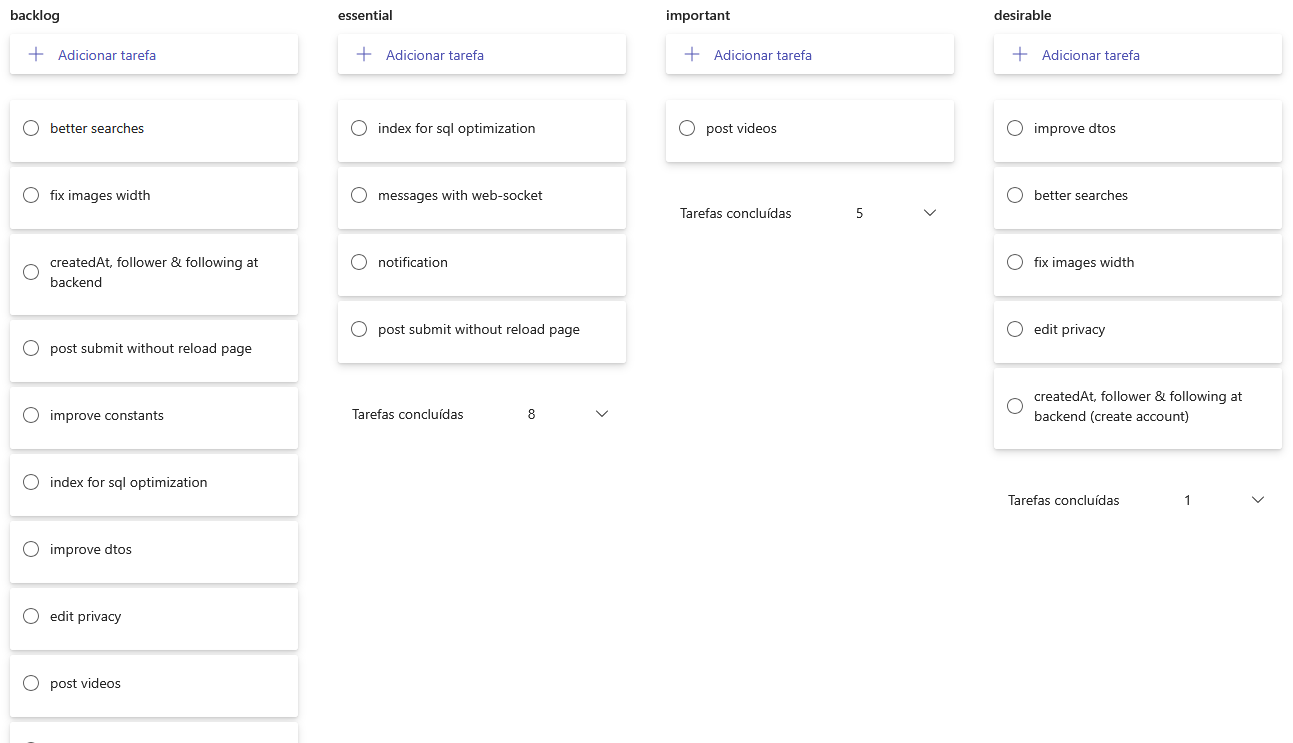 backlog
Adicionar tarefa
better searches
fix images width
createdAt, follower & following at
backend
post submit without reload page
improve constants
index for sql optimization
improve dtos
edit privacy
post videos
essential
Adicionar tarefa
index for sql optimization
messages with web-socket
notification
post submit without reload page
Tarefas concluídas 8
important
Adicionar tarefa
post videos
Tarefas concluídas 5
desirable
Adicionar tarefa
improve dtos
better searches
fix images width
edit privacy
createdAt, follower & following at
backend (create account)
Tarefas concluídas 1